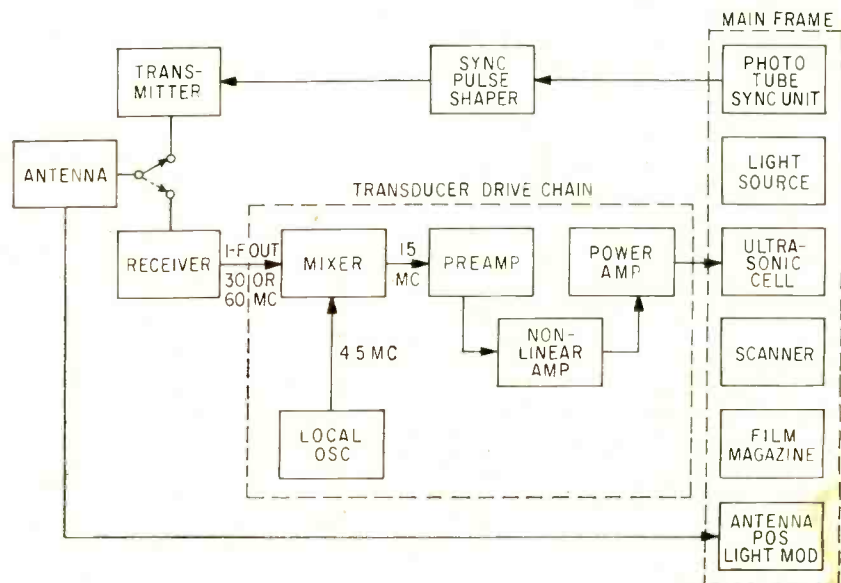 MAIN FRAME
TRANS-
MITTER
SYNC
PULSE
SHAPER
PHOTO
TUBE
SYNC UNIT
ANTENNA
LIGHT
SOURCE
TRANSDUCER DRIVE CHAIN
RECEIVER
I-F OUT
30 OR
60 MC
MIXER
15
MC
PREAMP
POWER
AMP
ULTRA-
SONIC
CELL
NON-
LINEAR
AMP
45 MC
SCANNER
LOCAL
OSC
FILM
MAGAZINE
ANTENNA
POS
LIGHT MOD